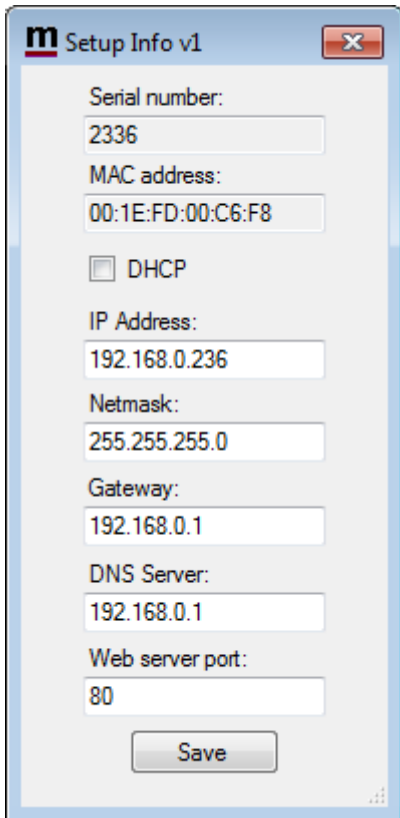 m Setup Info v1
Serial number:
2336
MAC address:
00:1E:FD:00:C6:F8
DHCP
IP Address:
192.168.0.236
Netmask:
255.255.255.0
Gateway:
192.168.0.1
DNS Server:
192.168.0.1
Web server port:
80
Save